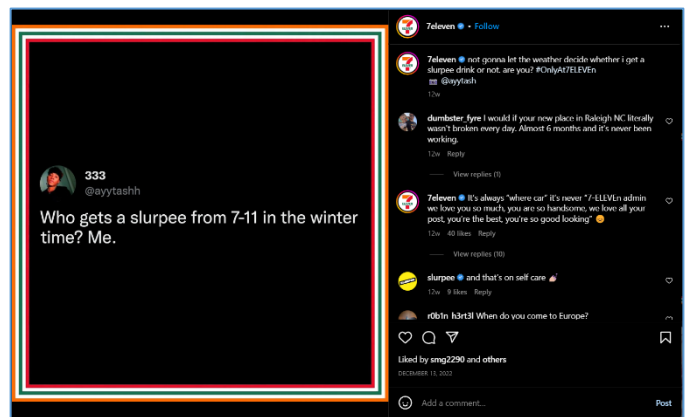 333
@ayytashh
Who gets a slurpee from 7-11 in the winter
time? Me.
7eleven • Follow
7eleven not gonna let the weather decide whether i get a
slurpee drink or not. are you? #OnlyAt7ELEVEn
@ayytash
12w
dumbster_fyre I would if your new place in Raleigh NC literally
wasn't broken every day. Almost 6 months and it's never been
working.
12w Reply
View replies (1)
7eleven It's always "where car" it's never "7-ELEVEn admin
we love you so much, you are so handsome, we love all your
post, you're the best, you're so good looking"
12w 40 likes Reply
View replies (10)
slurpee and that's on self care
12w 9 likes Reply
r0b1n_h3rt3l When do you come to Europe?
Liked by smg2290 and others
DECEMBER 13, 2022
Add a comment...
Post